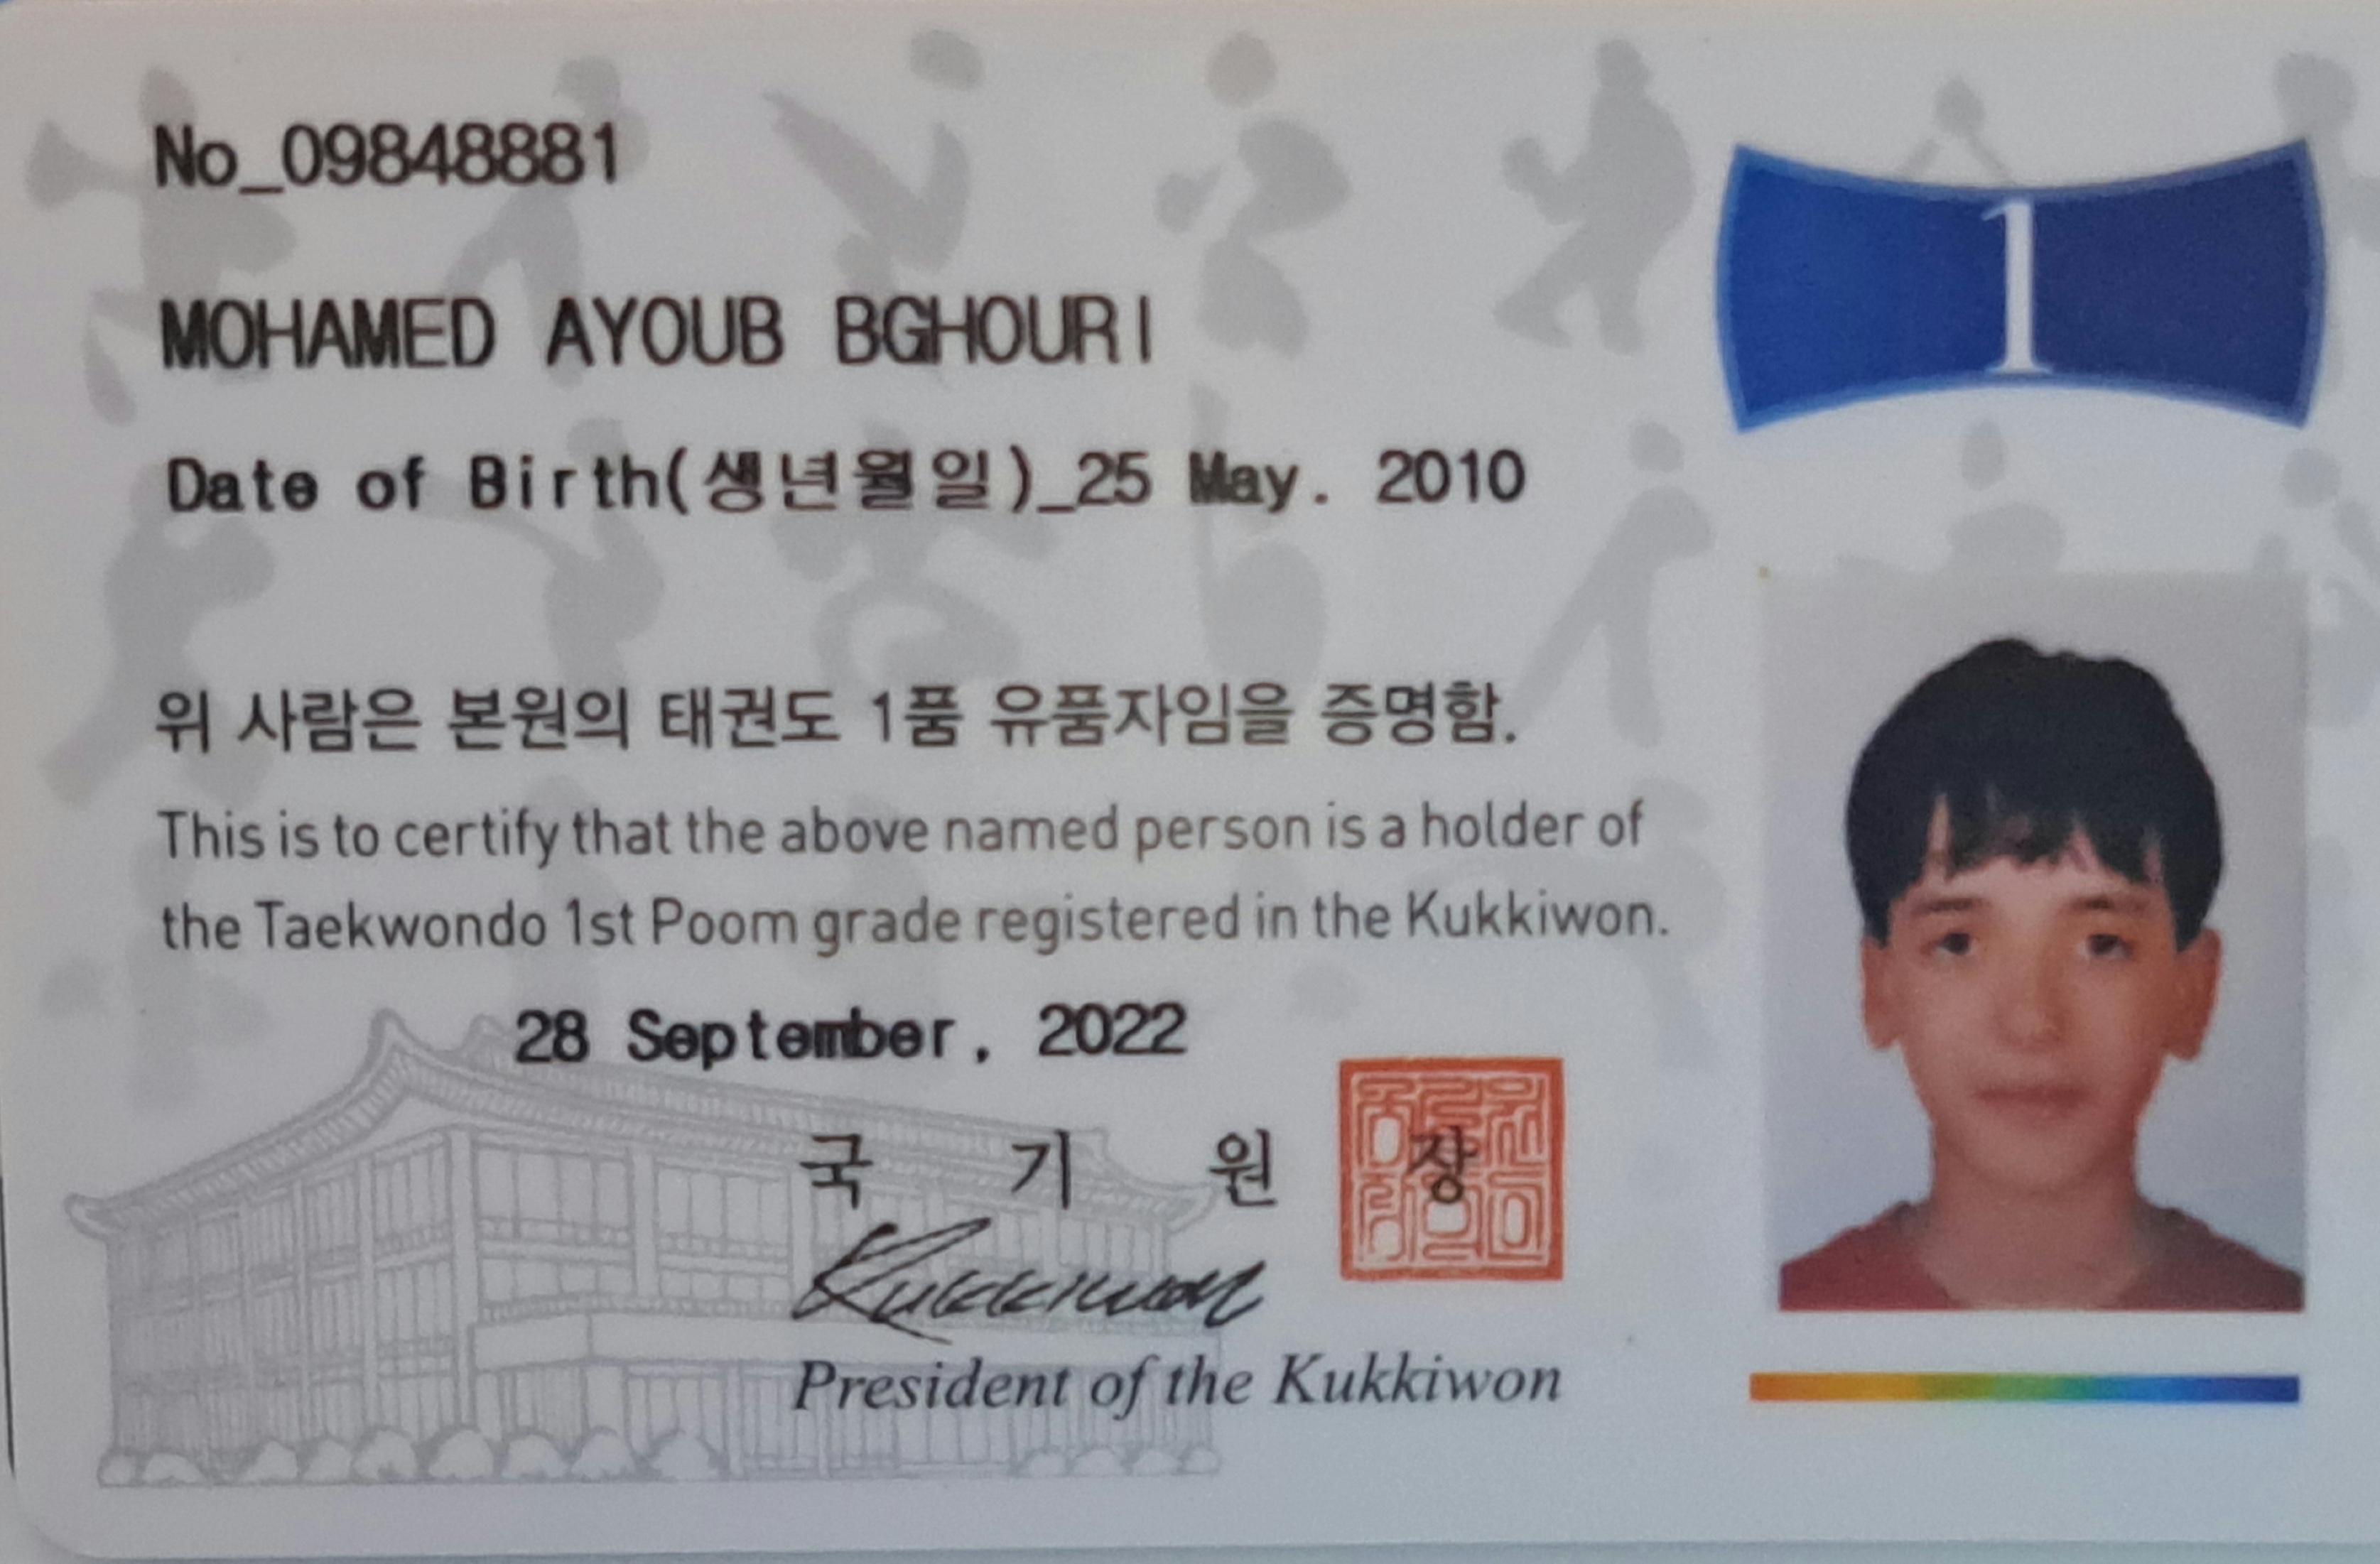 No_09848881
1
MOHAMED AYOUB BGHOURI
Date of Birth(생년월일)_25 May. 2010
위 사람은 본원의 태권도 1품 유품자임을 증명함.
This is to certify that the above named person is a holder of
the Taekwondo 1st Poom grade registered in the Kukkiwon.
28 September, 2022
국 기 원 장
Kukkiwon
President of the Kukkiwon